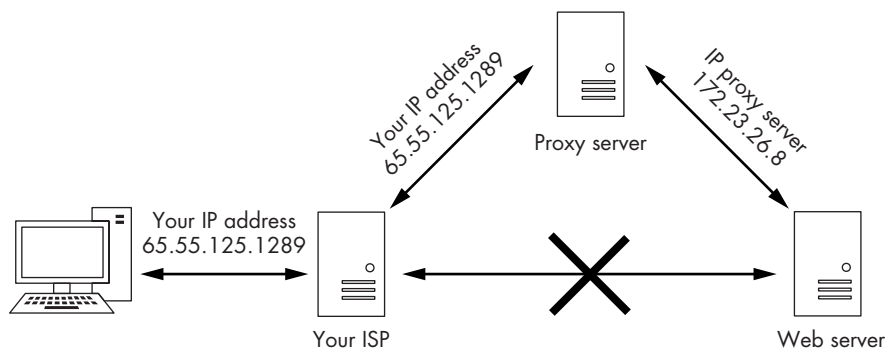 Your IP address
65.55.125.1289
Proxy server
IP proxy server
172.23.26.8
Your IP address
65.55.125.1289
Your ISP
Web server